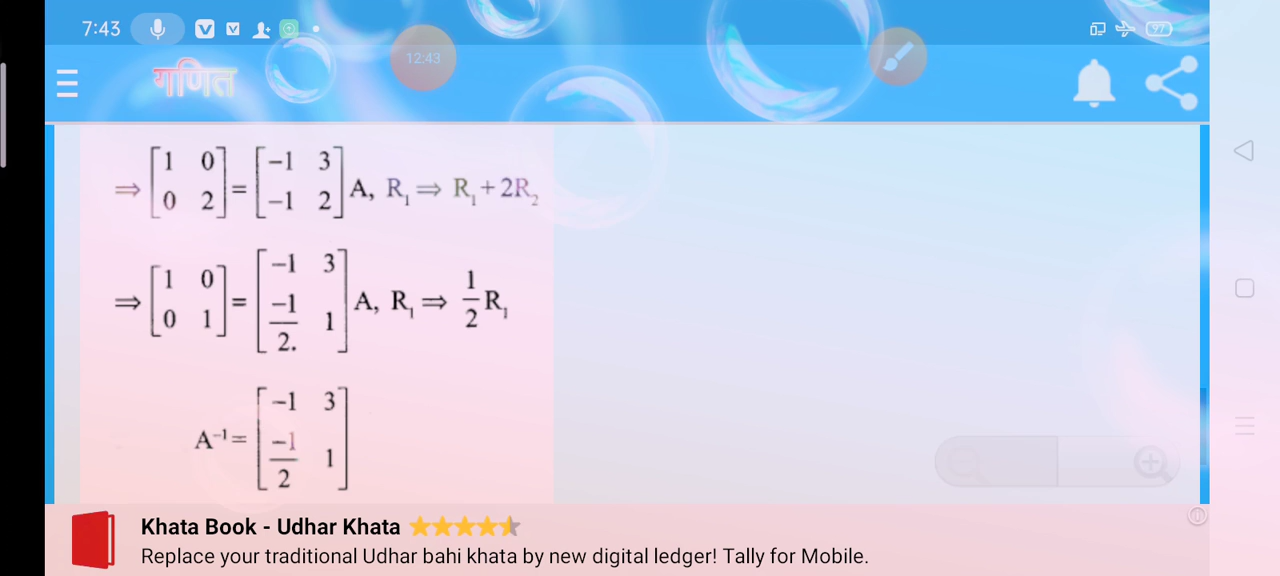 7:43
12:43
97
गणित
⇒ [1 0; 0 2] = [−1 3; −1 2] A, R₁ ⇒ R₁ + 2R₂
⇒ [1 0; 0 1] = [−1 3; −1/2. 1] A, R₁ ⇒ 1/2 R₁
A⁻¹ = [−1 3; −1/2 1]
Khata Book - Udhar Khata
Replace your traditional Udhar bahi khata by new digital ledger! Tally for Mobile.